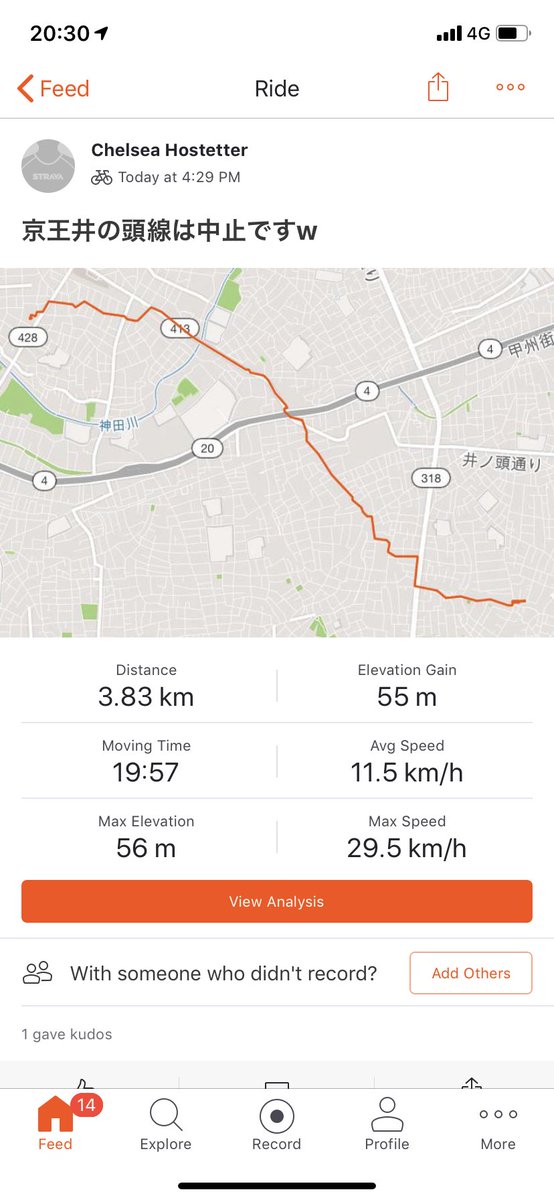 20:30
4G
Feed
Ride
STRAVA
Chelsea Hostetter
Today at 4:29 PM
京王井の頭線は中止ですw
428
413
4
甲州街
4
神田川
20
井ノ頭通り
4
318
Distance
Elevation Gain
3.83 km
55 m
Moving Time
Avg Speed
19:57
11.5 km/h
Max Elevation
Max Speed
56 m
29.5 km/h
View Analysis
With someone who didn't record?
Add Others
1 gave kudos
14
Feed
Explore
Record
Profile
More